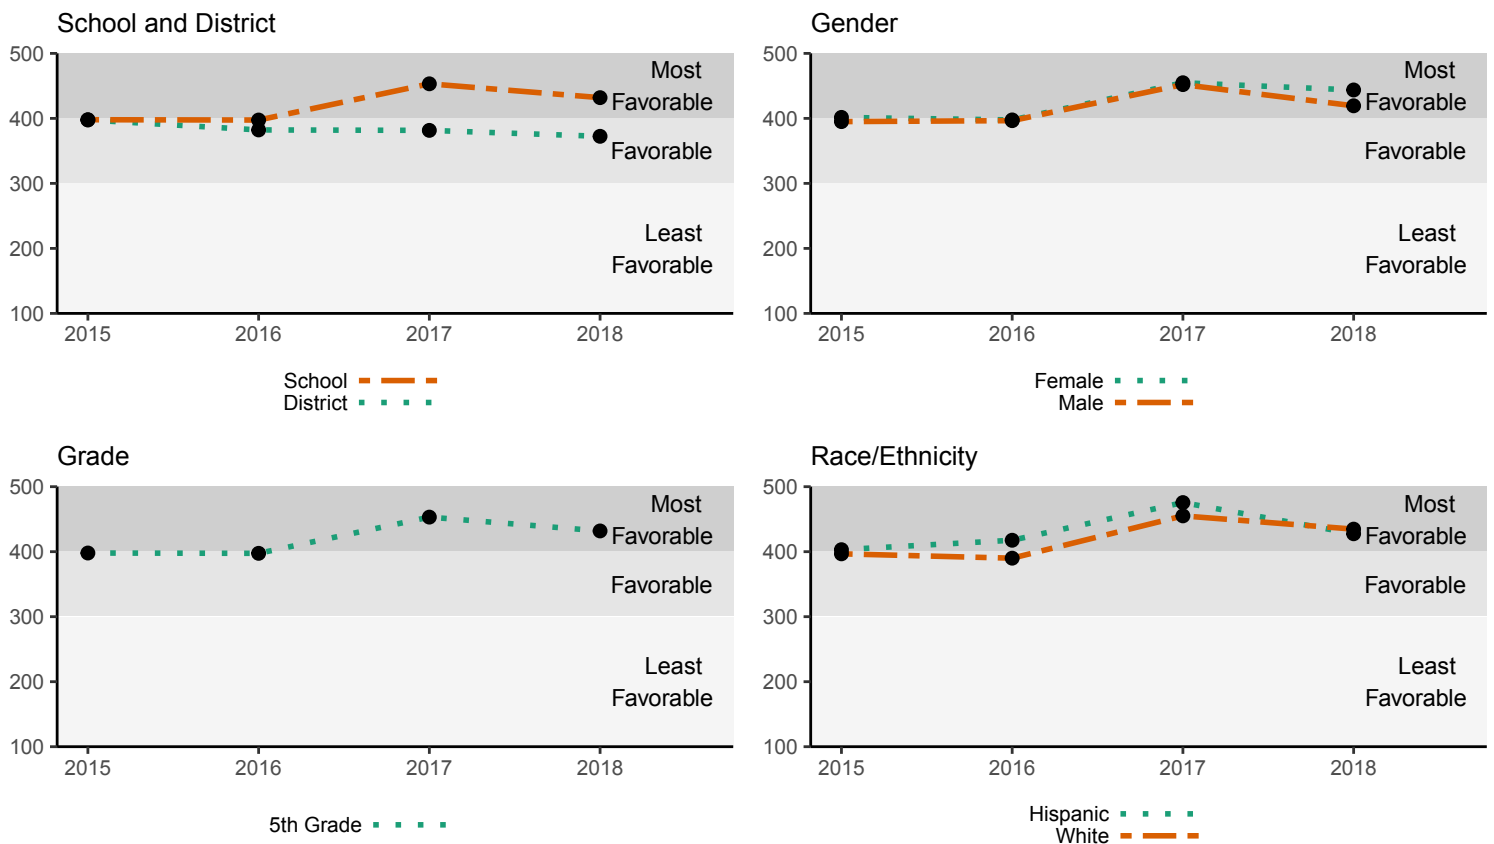 School and District
500
400
300
200
100
Most
Favorable
Favorable
Least
Favorable
2015 2016 2017 2018
School
District
Gender
500
400
300
200
100
Most
Favorable
Favorable
Least
Favorable
2015 2016 2017 2018
Female
Male
Grade
500
400
300
200
100
Most
Favorable
Favorable
Least
Favorable
2015 2016 2017 2018
5th Grade
Race/Ethnicity
500
400
300
200
100
Most
Favorable
Favorable
Least
Favorable
2015 2016 2017 2018
Hispanic
White